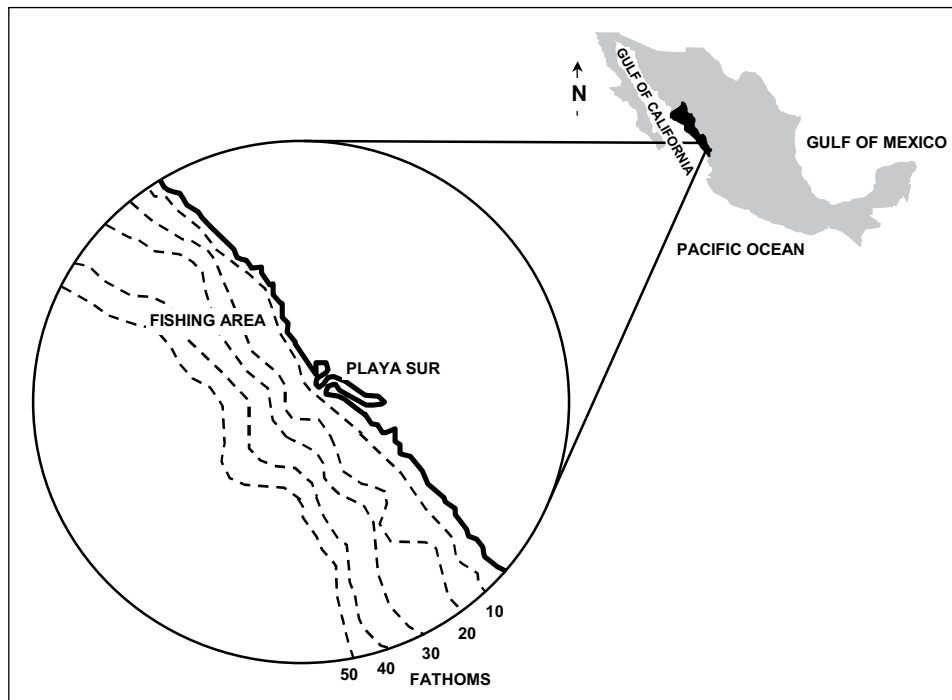 GULF OF CALIFORNIA
N
GULF OF MEXICO
PACIFIC OCEAN
FISHING AREA
PLAYA SUR
10
20
30
40
50
FATHOMS